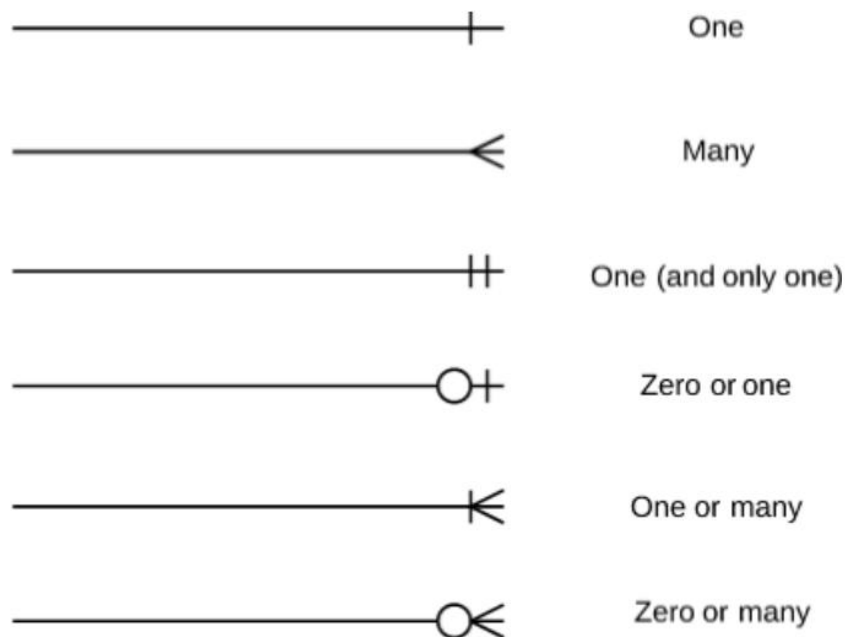 One
Many
One (and only one)
Zero or one
One or many
Zero or many